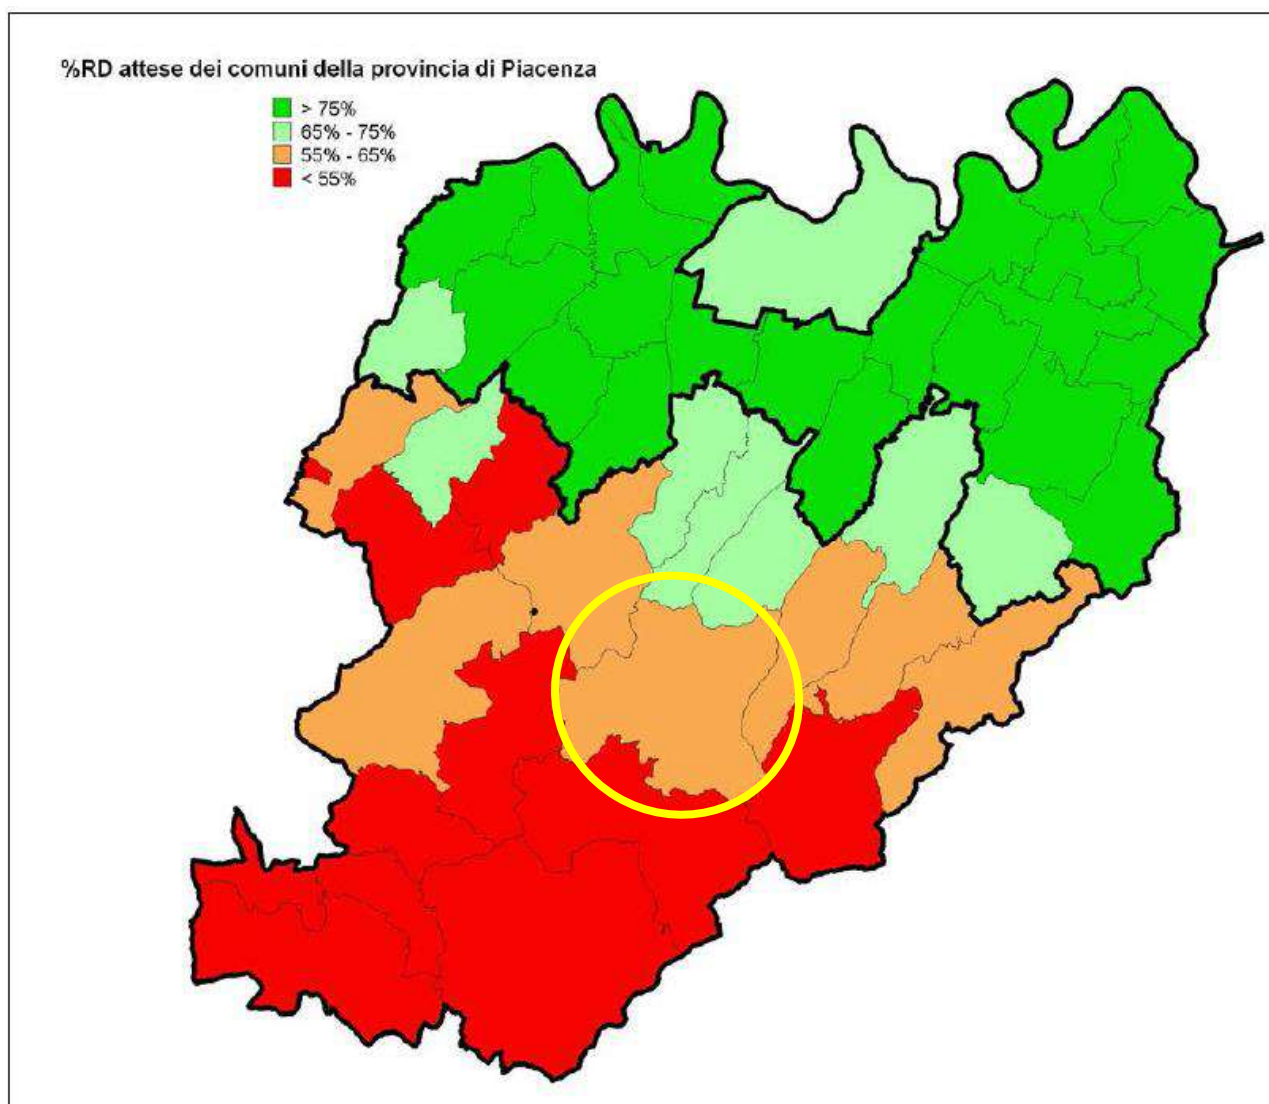 %RD attese dei comuni della provincia di Piacenza
> 75%
65% - 75%
55% - 65%
< 55%